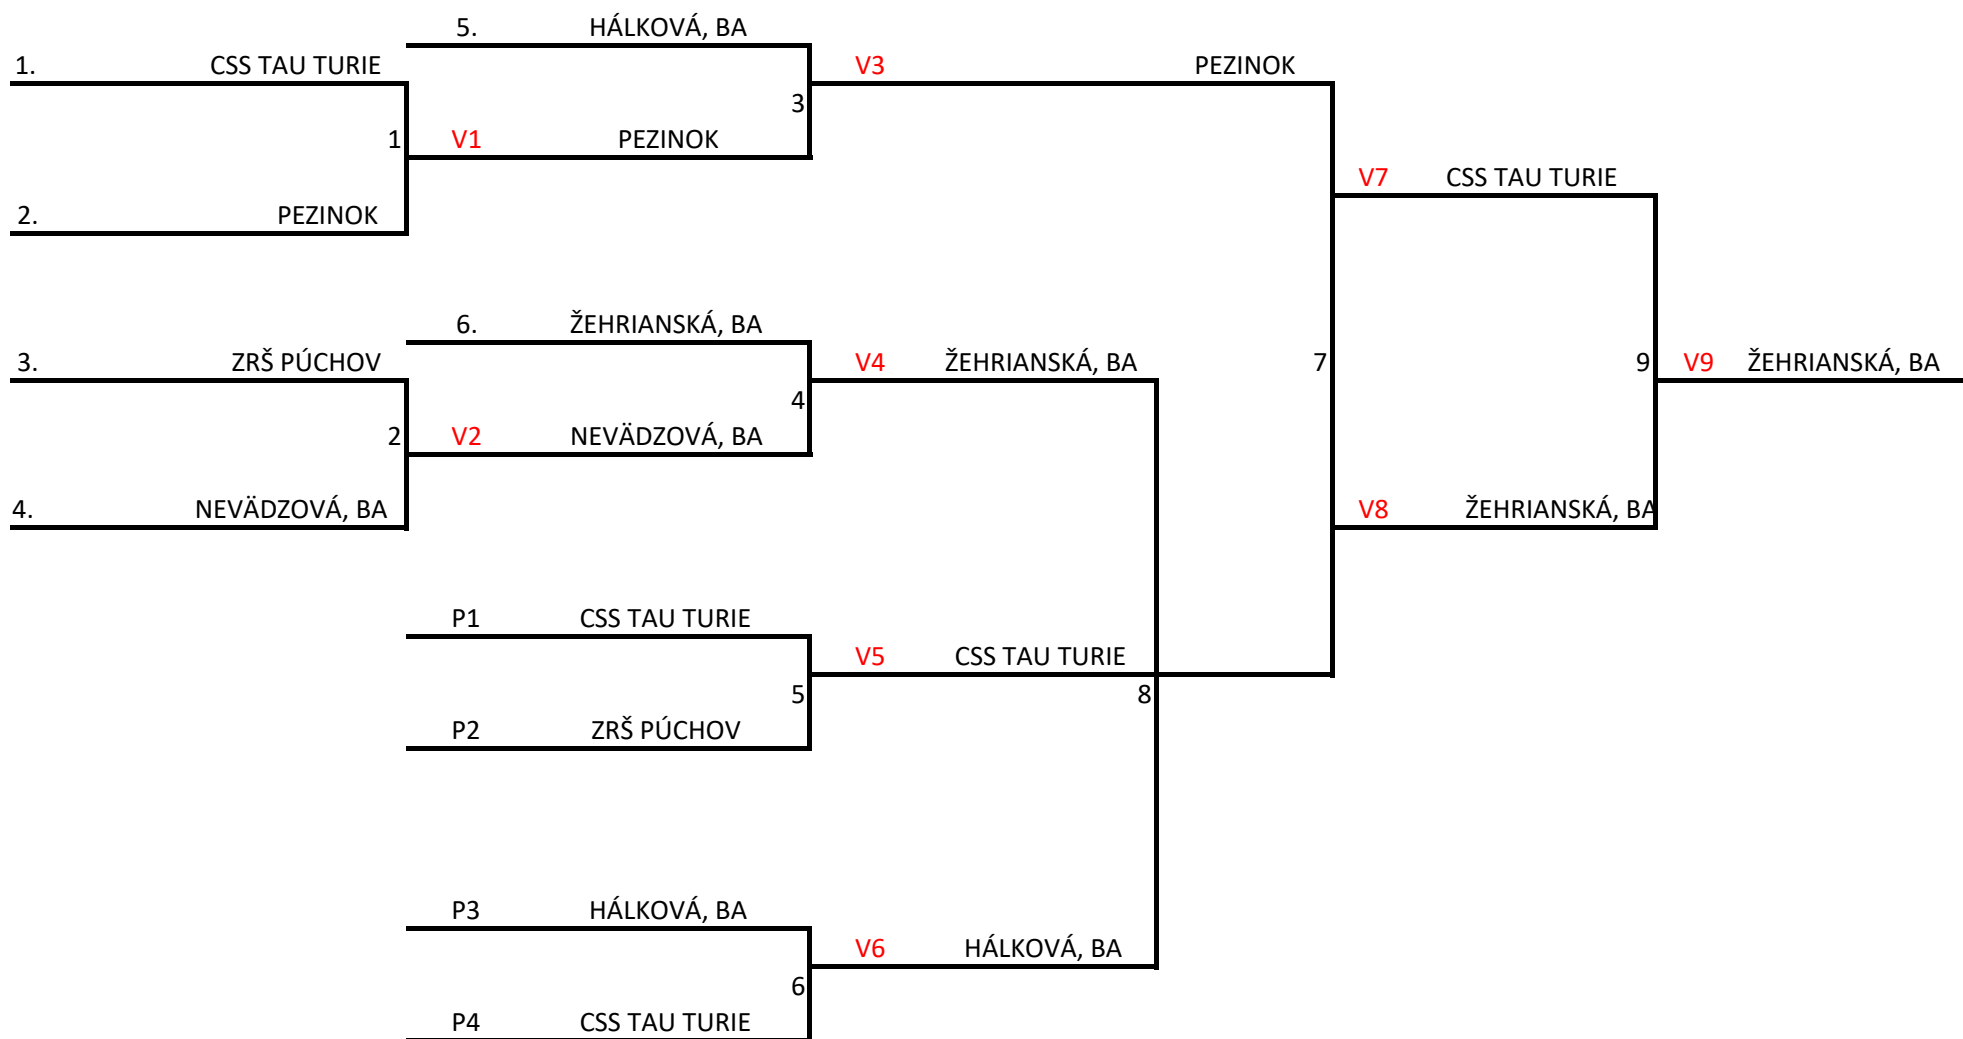 5. HÁLKOVÁ, BA
1. CSS TAU TURIE V3 PEZINOK
3
1 V1 PEZINOK
V7 CSS TAU TURIE
2. PEZINOK
6. ŽEHRIANSKÁ, BA
3. ZRŠ PÚCHOV V4 ŽEHRIANSKÁ, BA 7 9 V9 ŽEHRIANSKÁ, BA
4
2 V2 NEVÄDZOVÁ, BA
4. NEVÄDZOVÁ, BA V8 ŽEHRIANSKÁ, BA
P1 CSS TAU TURIE
V5 CSS TAU TURIE
5 8
P2 ZRŠ PÚCHOV
P3 HÁLKOVÁ, BA
V6 HÁLKOVÁ, BA
6
P4 CSS TAU TURIE